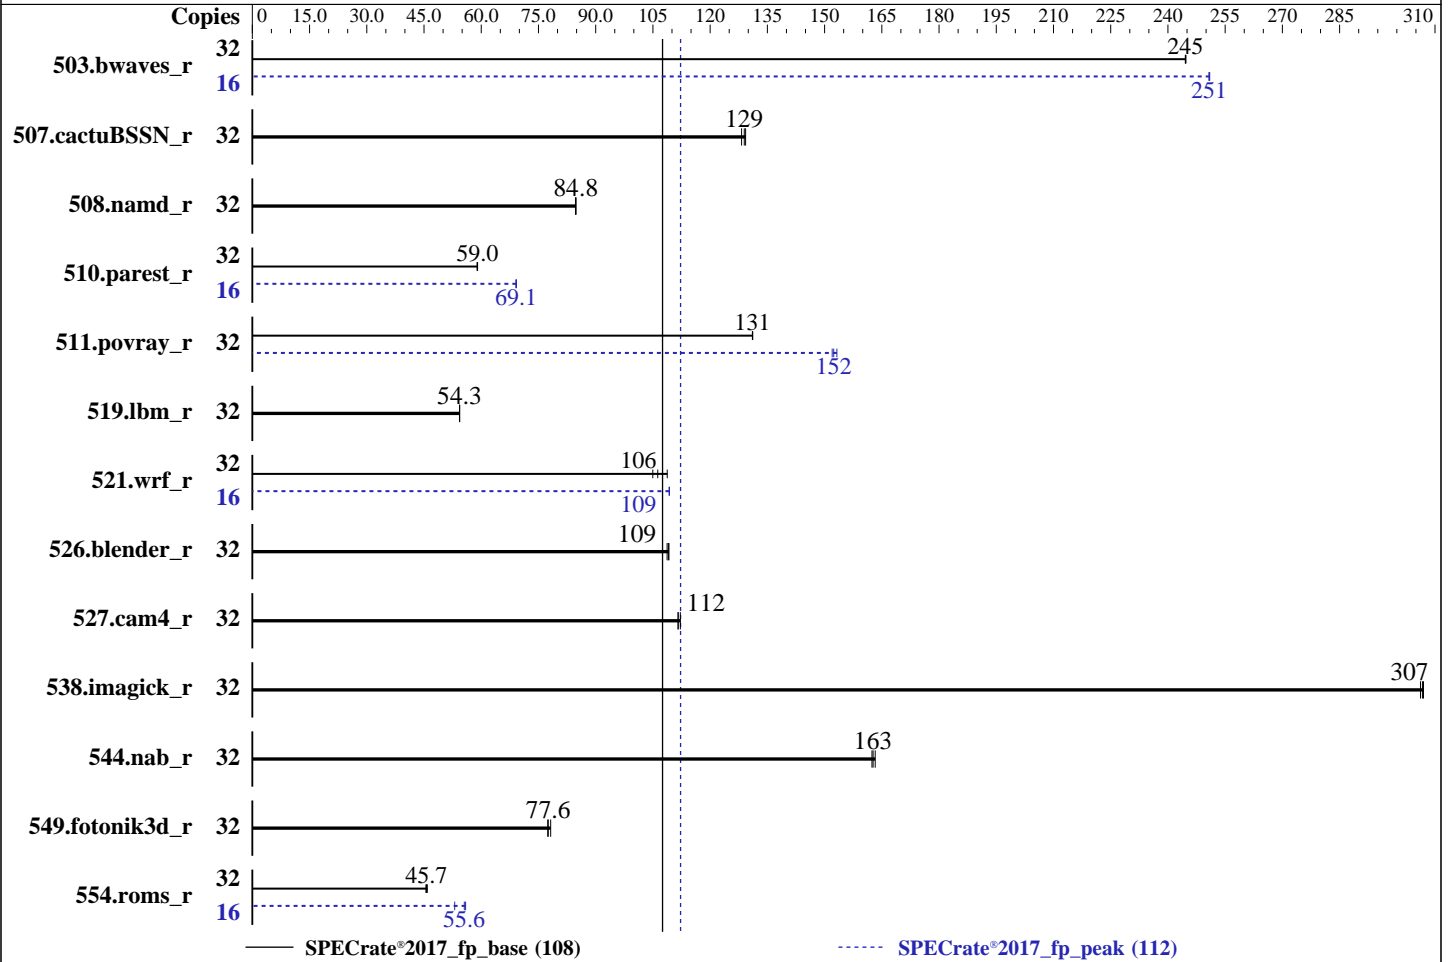 Copies 0 15.0 30.0 45.0 60.0 75.0 90.0 105 120 135 150 165 180 195 210 225 240 255 270 285 310
503.bwaves_r 32 245
16 251
507.cactuBSSN_r 32 129
508.namd_r 32 84.8
510.parest_r 32 59.0
16 69.1
511.povray_r 32 131
152
519.lbm_r 32 54.3
521.wrf_r 32 106
16 109
526.blender_r 32 109
527.cam4_r 32 112
538.imagick_r 32 307
544.nab_r 32 163
549.fotonik3d_r 32 77.6
554.roms_r 32 45.7
16 55.6
SPECrate®2017_fp_base (108) SPECrate®2017_fp_peak (112)